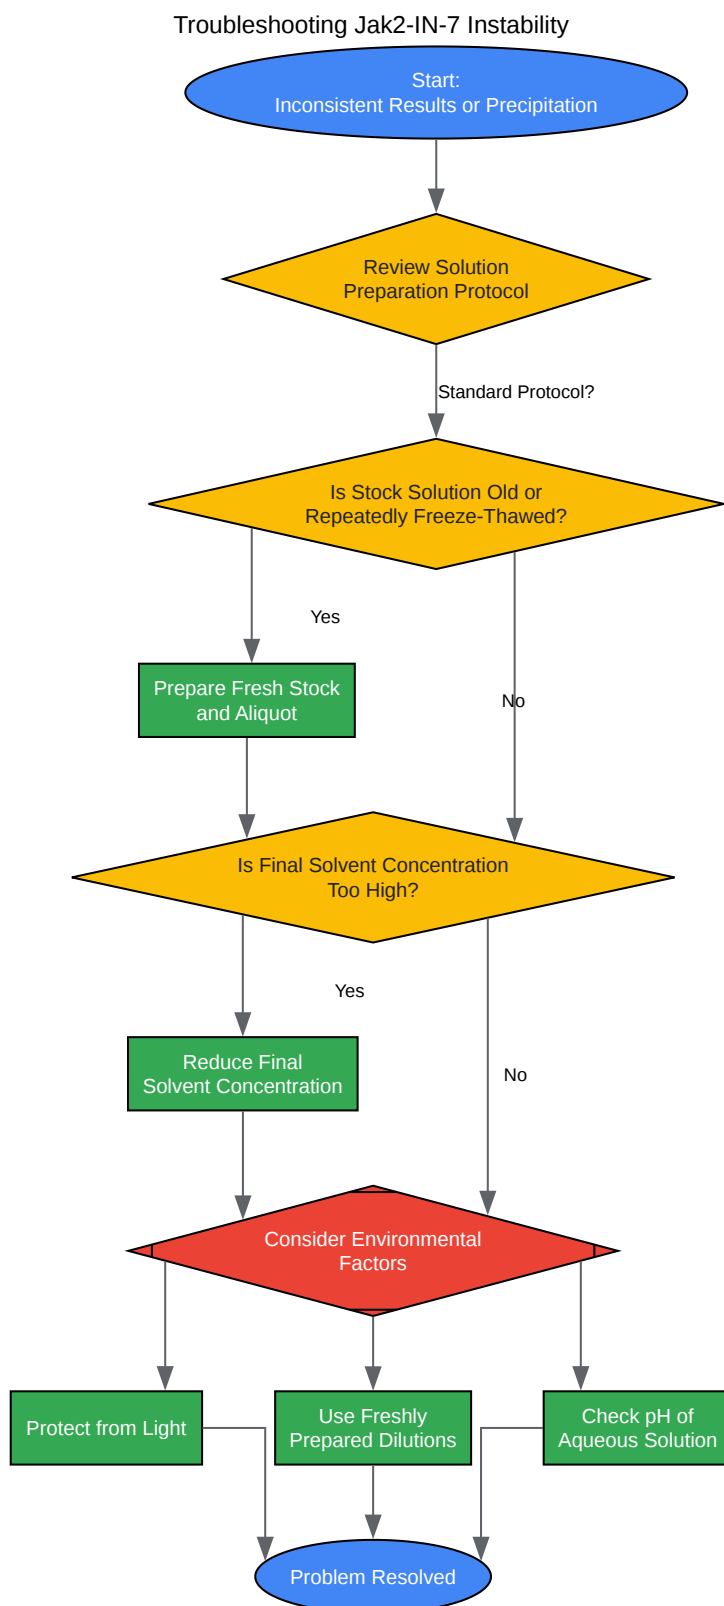 Troubleshooting Jak2-IN-7 Instability
Start:
Inconsistent Results or Precipitation
Review Solution
Preparation Protocol
Standard Protocol?
Is Stock Solution Old or
Repeatedly Freeze-Thawed?
Yes
Prepare Fresh Stock
and Aliquot
No
Is Final Solvent Concentration
Too High?
Yes
Reduce Final
Solvent Concentration
No
Consider Environmental
Factors
Protect from Light
Use Freshly
Prepared Dilutions
Check pH of
Aqueous Solution
Problem Resolved